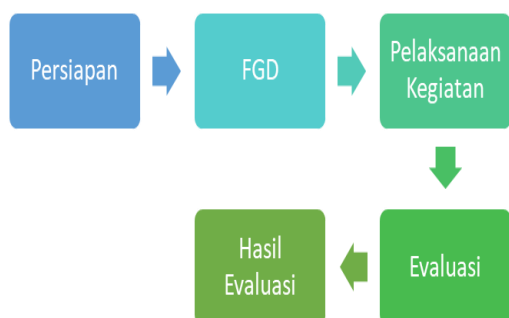 Persiapan
FGD
Pelaksanaan
Kegiatan
Evaluasi
Hasil
Evaluasi